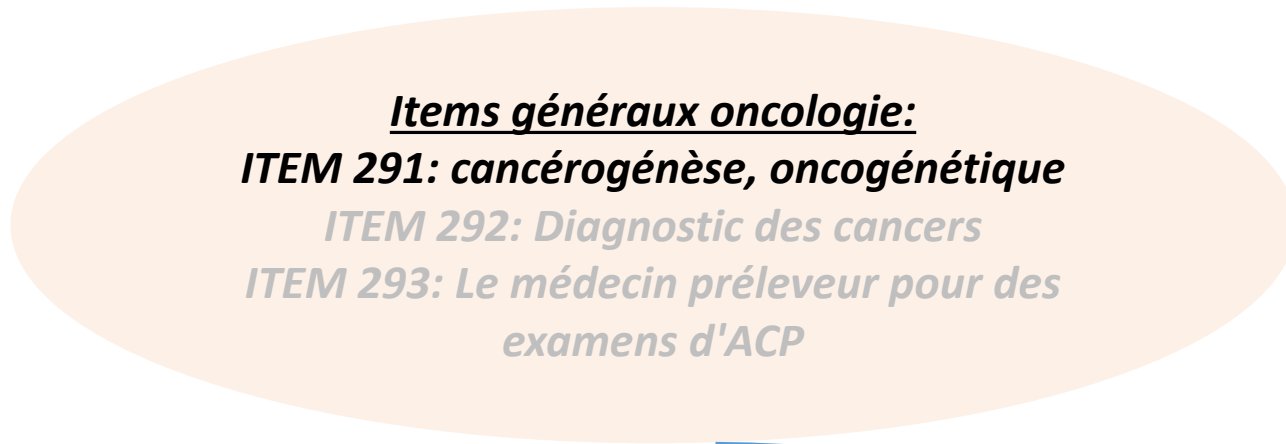 Items généraux oncologie:
ITEM 291: cancérogénèse, oncogénétique
ITEM 292: Diagnostic des cancers
ITEM 293: Le médecin préleveur pour des
examens d'ACP